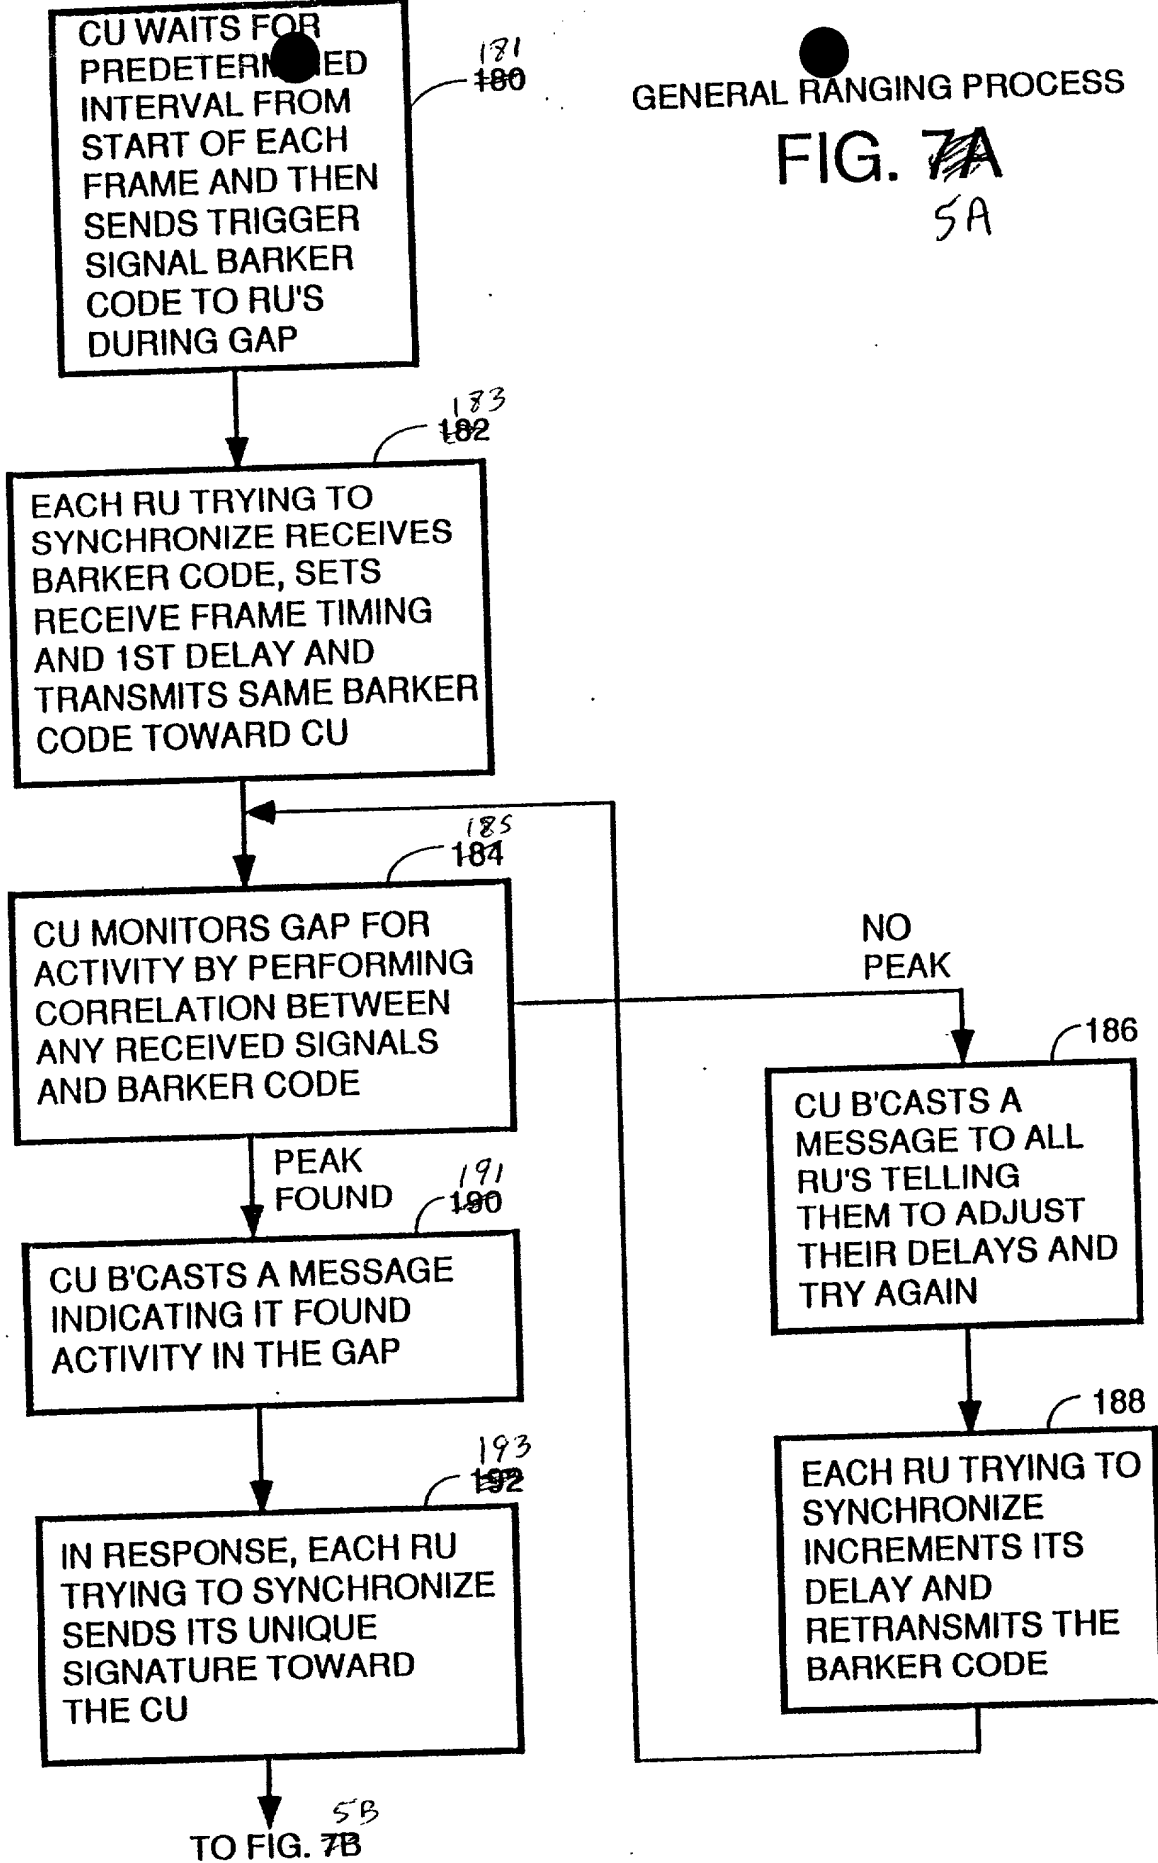 CU WAITS FOR
PREDETERMINED
INTERVAL FROM
START OF EACH
FRAME AND THEN
SENDS TRIGGER
SIGNAL BARKER
CODE TO RU'S
DURING GAP
181
180
GENERAL RANGING PROCESS
FIG. 7A
5A
183
182
EACH RU TRYING TO
SYNCHRONIZE RECEIVES
BARKER CODE, SETS
RECEIVE FRAME TIMING
AND 1ST DELAY AND
TRANSMITS SAME BARKER
CODE TOWARD CU
185
184
CU MONITORS GAP FOR
ACTIVITY BY PERFORMING
CORRELATION BETWEEN
ANY RECEIVED SIGNALS
AND BARKER CODE
NO
PEAK
186
CU B'CASTS A
MESSAGE TO ALL
RU'S TELLING
THEM TO ADJUST
THEIR DELAYS AND
TRY AGAIN
PEAK
FOUND
191
190
CU B'CASTS A MESSAGE
INDICATING IT FOUND
ACTIVITY IN THE GAP
188
EACH RU TRYING TO
SYNCHRONIZE
INCREMENTS ITS
DELAY AND
RETRANSMITS THE
BARKER CODE
193
192
IN RESPONSE, EACH RU
TRYING TO SYNCHRONIZE
SENDS ITS UNIQUE
SIGNATURE TOWARD
THE CU
5B
TO FIG. 7B